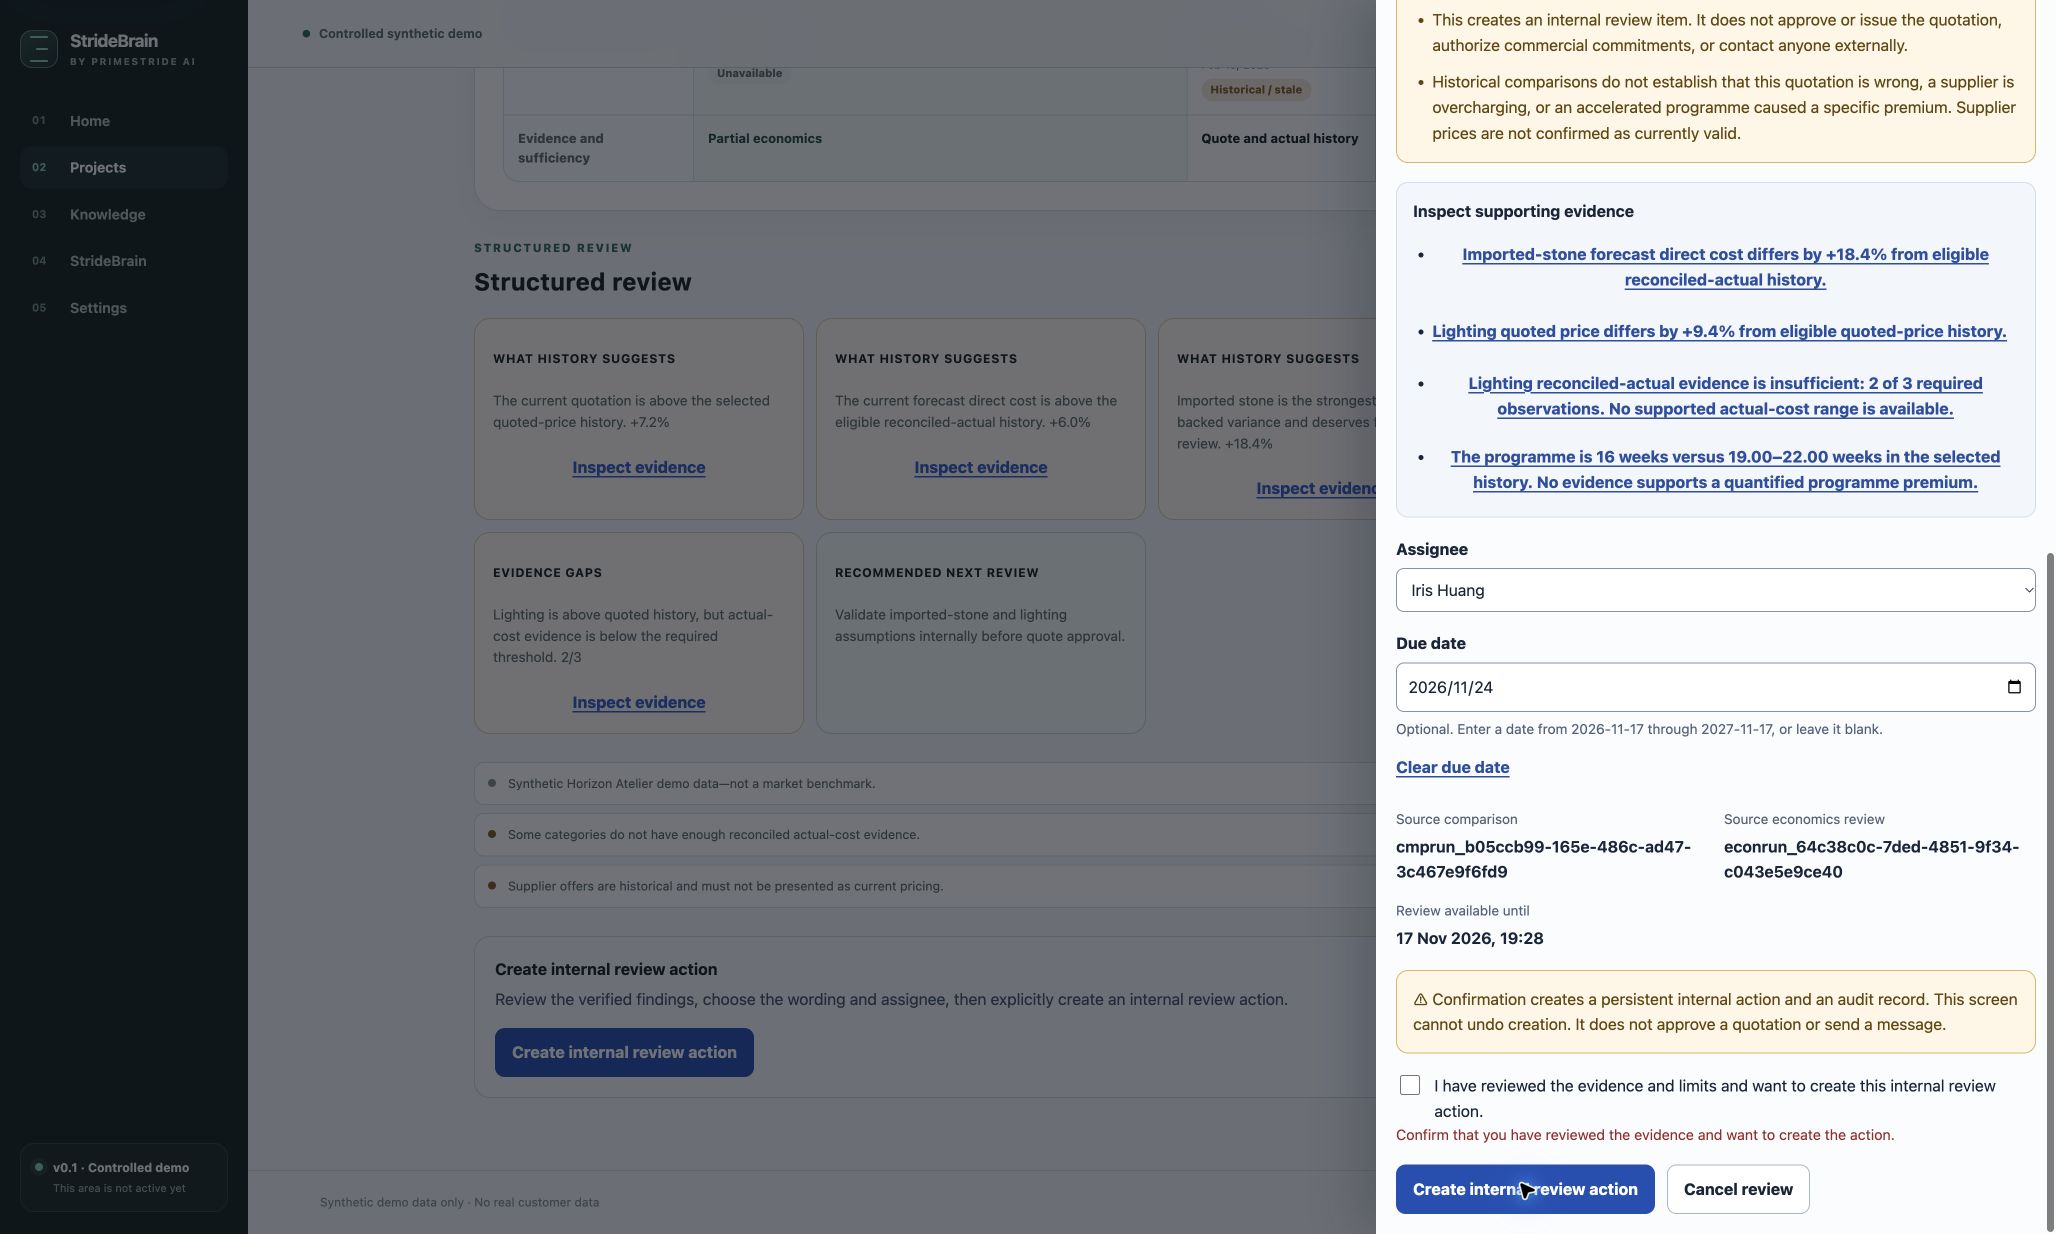 StrideBrain
BY PRIMESTRIDE AI
01 Home
02 Projects
03 Knowledge
04 StrideBrain
05 Settings
v0.1 · Controlled demo
This area is not active yet
Controlled synthetic demo
Unavailable
Historical / stale
Evidence and
sufficiency
Partial economics
Quote and actual history
STRUCTURED REVIEW
Structured review
WHAT HISTORY SUGGESTS
The current quotation is above the selected
quoted-price history. +7.2%
Inspect evidence
WHAT HISTORY SUGGESTS
The current forecast direct cost is above the
eligible reconciled-actual history. +6.0%
Inspect evidence
WHAT HISTORY SUGGESTS
Imported stone is the strongest
backed variance and deserves
review. +18.4%
Inspect
EVIDENCE GAPS
Lighting is above quoted history, but actual-
cost evidence is below the required
threshold. 2/3
Inspect evidence
RECOMMENDED NEXT REVIEW
Validate imported-stone and lighting
assumptions internally before quote approval.
Synthetic Horizon Atelier demo data—not a market benchmark.
Some categories do not have enough reconciled actual-cost evidence.
Supplier offers are historical and must not be presented as current pricing.
Create internal review action
Review the verified findings, choose the wording and assignee, then explicitly create an internal review action.
Create internal review action
Synthetic demo data only · No real customer data
• This creates an internal review item. It does not approve or issue the quotation,
authorize commercial commitments, or contact anyone externally.
• Historical comparisons do not establish that this quotation is wrong, a supplier is
overcharging, or an accelerated programme caused a specific premium. Supplier
prices are not confirmed as currently valid.
Inspect supporting evidence
• Imported-stone forecast direct cost differs by +18.4% from eligible
reconciled-actual history.
• Lighting quoted price differs by +9.4% from eligible quoted-price history.
• Lighting reconciled-actual evidence is insufficient: 2 of 3 required
observations. No supported actual-cost range is available.
• The programme is 16 weeks versus 19.00–22.00 weeks in the selected
history. No evidence supports a quantified programme premium.
Assignee
Iris Huang
Due date
2026/11/24
Optional. Enter a date from 2026-11-17 through 2027-11-17, or leave it blank.
Clear due date
Source comparison
cmprun_b05ccb99-165e-486c-ad47-
3c467e9f6fd9
Source economics review
econrun_64c38c0c-7ded-4851-9f34-
c043e5e9ce40
Review available until
17 Nov 2026, 19:28
⚠ Confirmation creates a persistent internal action and an audit record. This screen
cannot undo creation. It does not approve a quotation or send a message.
I have reviewed the evidence and limits and want to create this internal review
action.
Confirm that you have reviewed the evidence and want to create the action.
Create internal review action
Cancel review